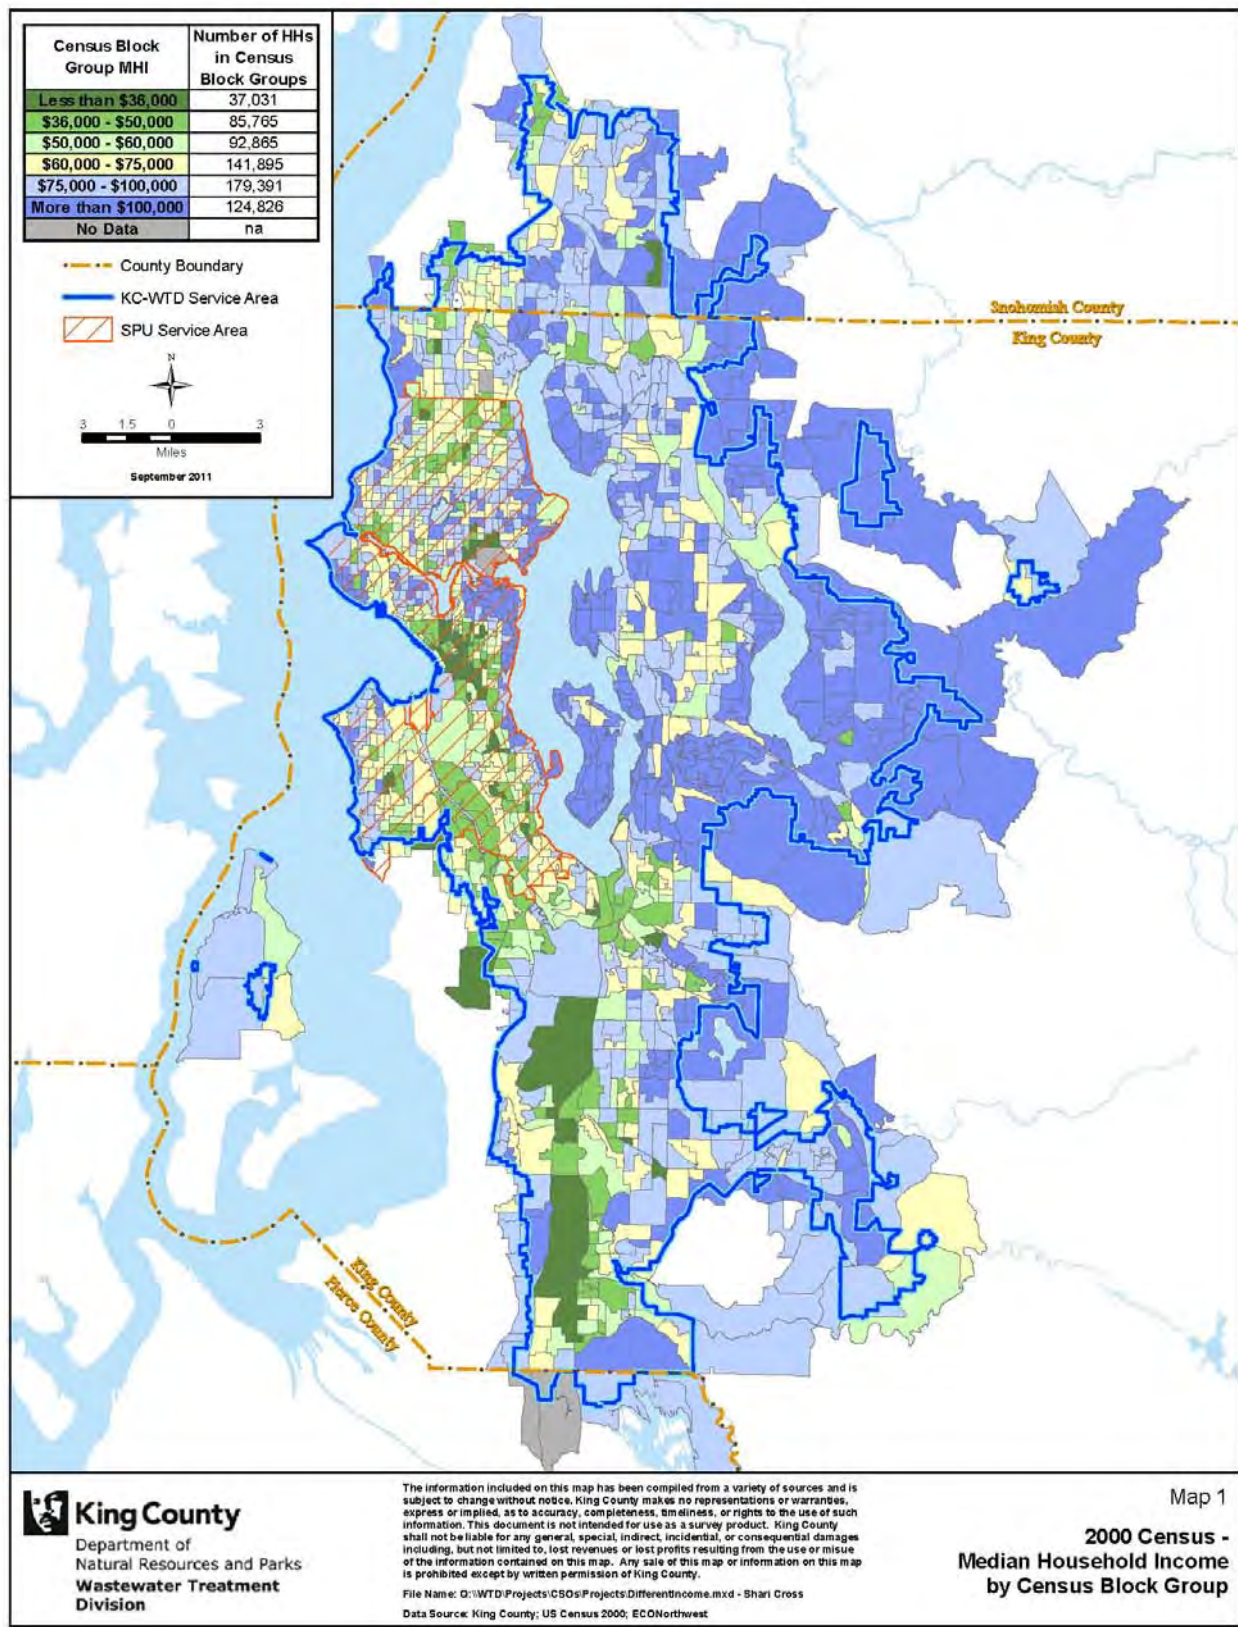 Census Block Group MHI | Number of HHs in Census Block Groups
Less than $36,000 | 37,031
$36,000 - $50,000 | 85,765
$50,000 - $60,000 | 92,865
$60,000 - $75,000 | 141,895
$75,000 - $100,000 | 179,391
More than $100,000 | 124,826
No Data | na
County Boundary
KC-WTD Service Area
SPU Service Area
N
3 1.5 0 3
Miles
September 2011
Snohomish County
King County
King County
Pierce County
King County
Department of
Natural Resources and Parks
Wastewater Treatment
Division
The information included on this map has been compiled from a variety of sources and is
subject to change without notice. King County makes no representations or warranties,
express or implied, as to accuracy, completeness, timeliness, or rights to the use of such
information. This document is not intended for use as a survey product. King County
shall not be liable for any general, special, indirect, incidental, or consequential damages
including, but not limited to, lost revenues or lost profits resulting from the use or misue
of the information contained on this map. Any sale of this map or information on this map
is prohibited except by written permission of King County.
File Name: G:\WTD\Projects\CSOs\Projects\DifferentIncome.mxd - Shari Cross
Data Source: King County; US Census 2000; ECONorthwest
Map 1
2000 Census -
Median Household Income
by Census Block Group